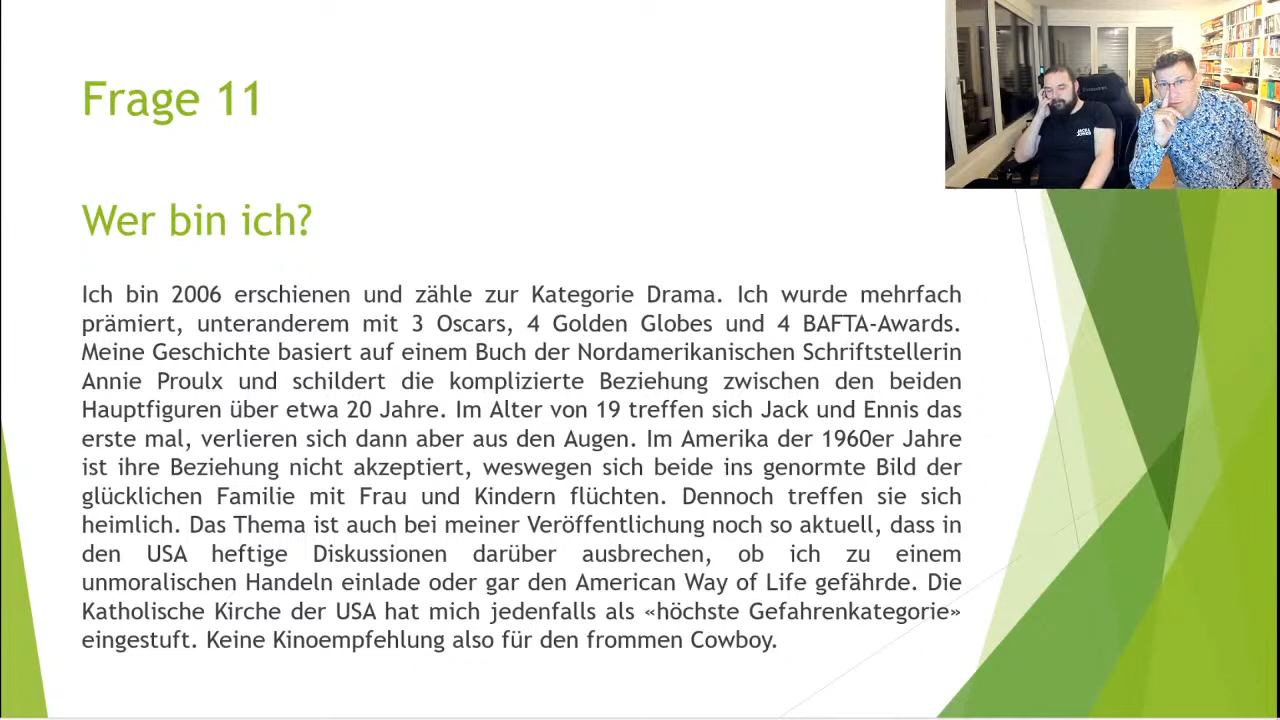 Frage 11
Wer bin ich?
Ich bin 2006 erschienen und zähle zur Kategorie Drama. Ich wurde mehrfach
prämiert, unteranderem mit 3 Oscars, 4 Golden Globes und 4 BAFTA-Awards.
Meine Geschichte basiert auf einem Buch der Nordamerikanischen Schriftstellerin
Annie Proulx und schildert die komplizierte Beziehung zwischen den beiden
Hauptfiguren über etwa 20 Jahre. Im Alter von 19 treffen sich Jack und Ennis das
erste mal, verlieren sich dann aber aus den Augen. Im Amerika der 1960er Jahre
ist ihre Beziehung nicht akzeptiert, weswegen sich beide ins genormte Bild der
glücklichen Familie mit Frau und Kindern flüchten. Dennoch treffen sie sich
heimlich. Das Thema ist auch bei meiner Veröffentlichung noch so aktuell, dass in
den USA heftige Diskussionen darüber ausbrechen, ob ich zu einem
unmoralischen Handeln einlade oder gar den American Way of Life gefährde. Die
Katholische Kirche der USA hat mich jedenfalls als «höchste Gefahrenkategorie»
eingestuft. Keine Kinoempfehlung also für den frommen Cowboy.
JACK
JONES